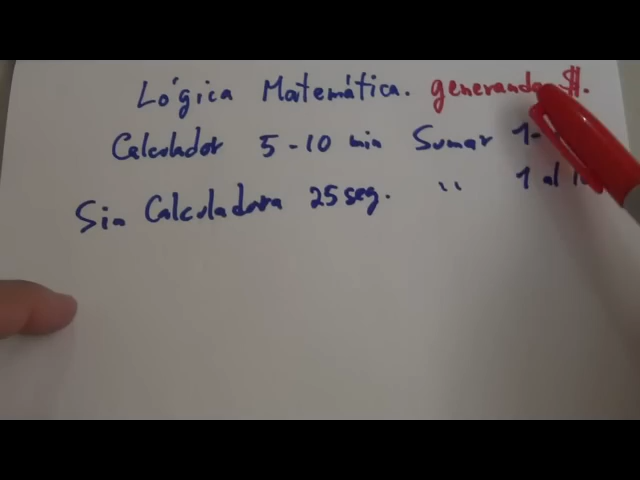 Lógica Matemática. generando $.
Calculador 5-10 min Sumar 1-
Sin Calculadora 25 seg. " 1 al